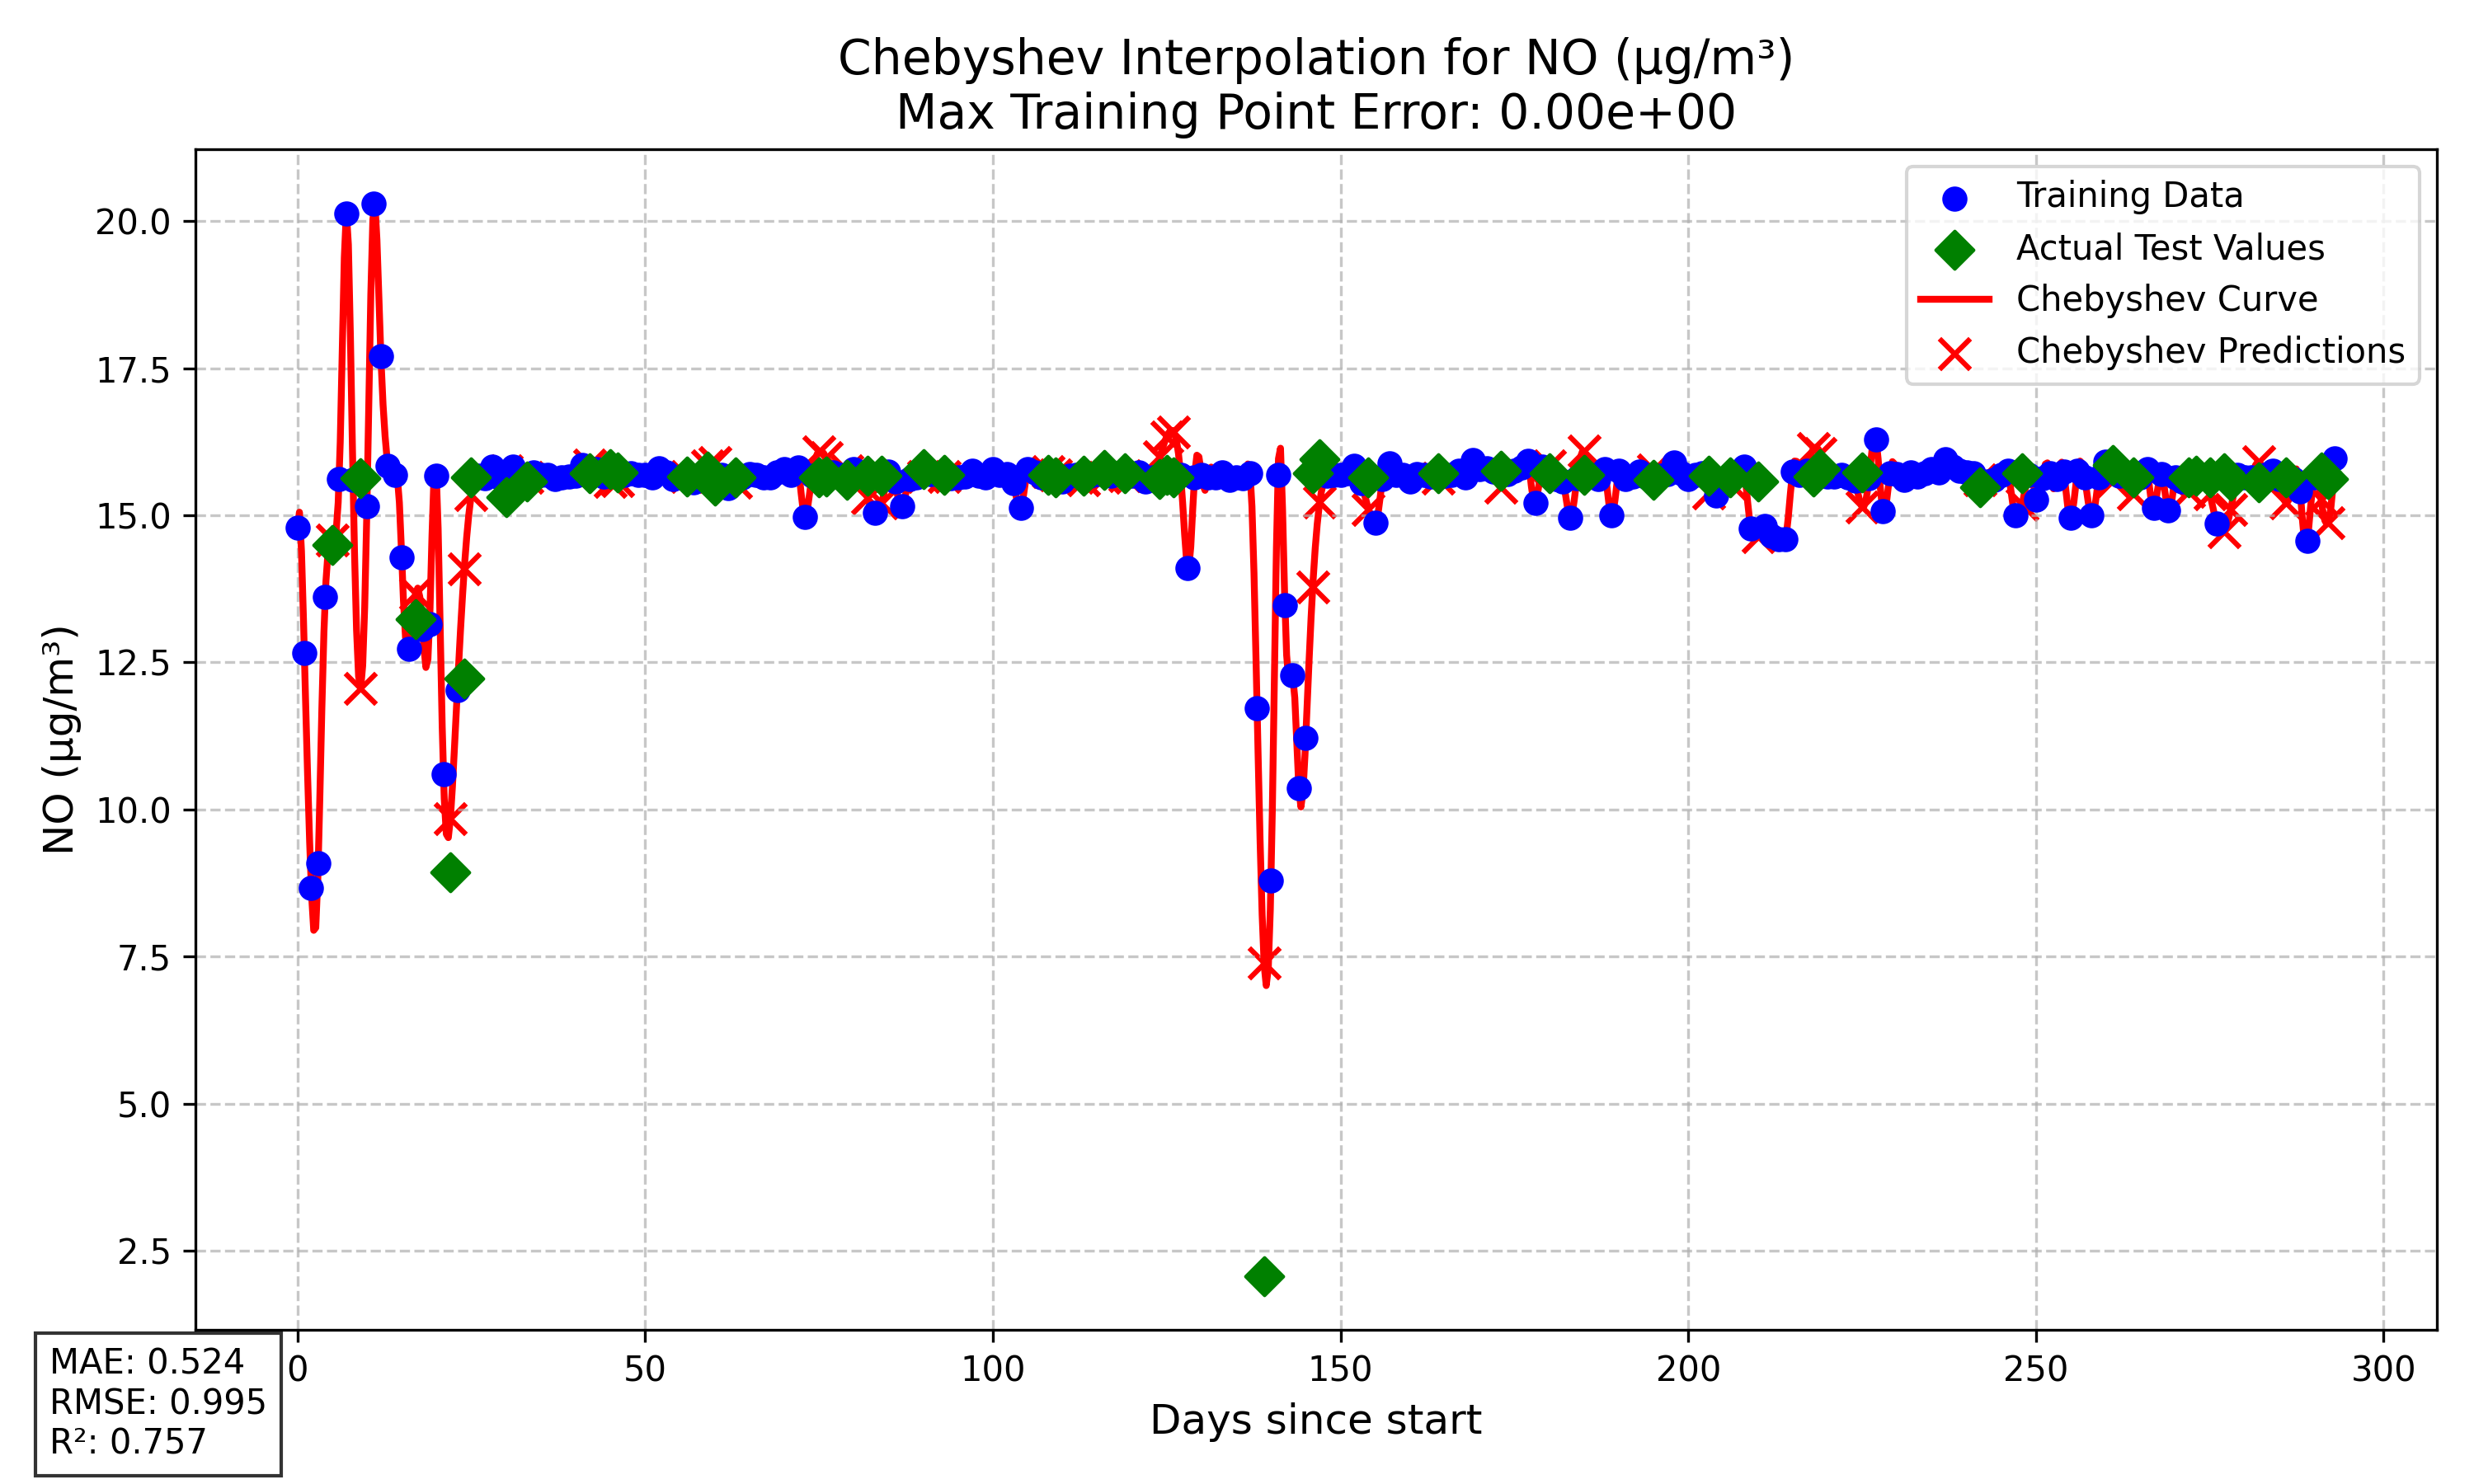 Chebyshev Interpolation for NO (µg/m³)
Max Training Point Error: 0.00e+00
Training Data
Actual Test Values
Chebyshev Curve
Chebyshev Predictions
NO (µg/m³)
20.0
17.5
15.0
12.5
10.0
7.5
5.0
2.5
0 50 100 150 200 250 300
Days since start
MAE: 0.524
RMSE: 0.995
R²: 0.757